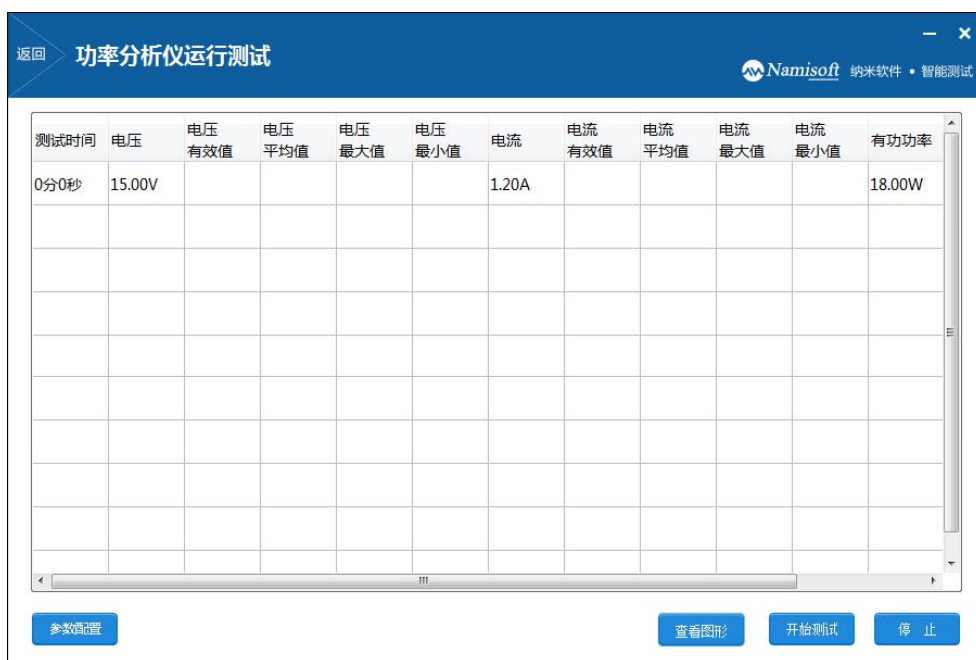 返回
功率分析仪运行测试
Namisoft 纳米软件 • 智能测试
测试时间 电压 电压有效值 电压平均值 电压最大值 电压最小值 电流 电流有效值 电流平均值 电流最大值 电流最小值 有功功率
0分0秒 15.00V 1.20A 18.00W
参数配置 查看图形 开始测试 停 止